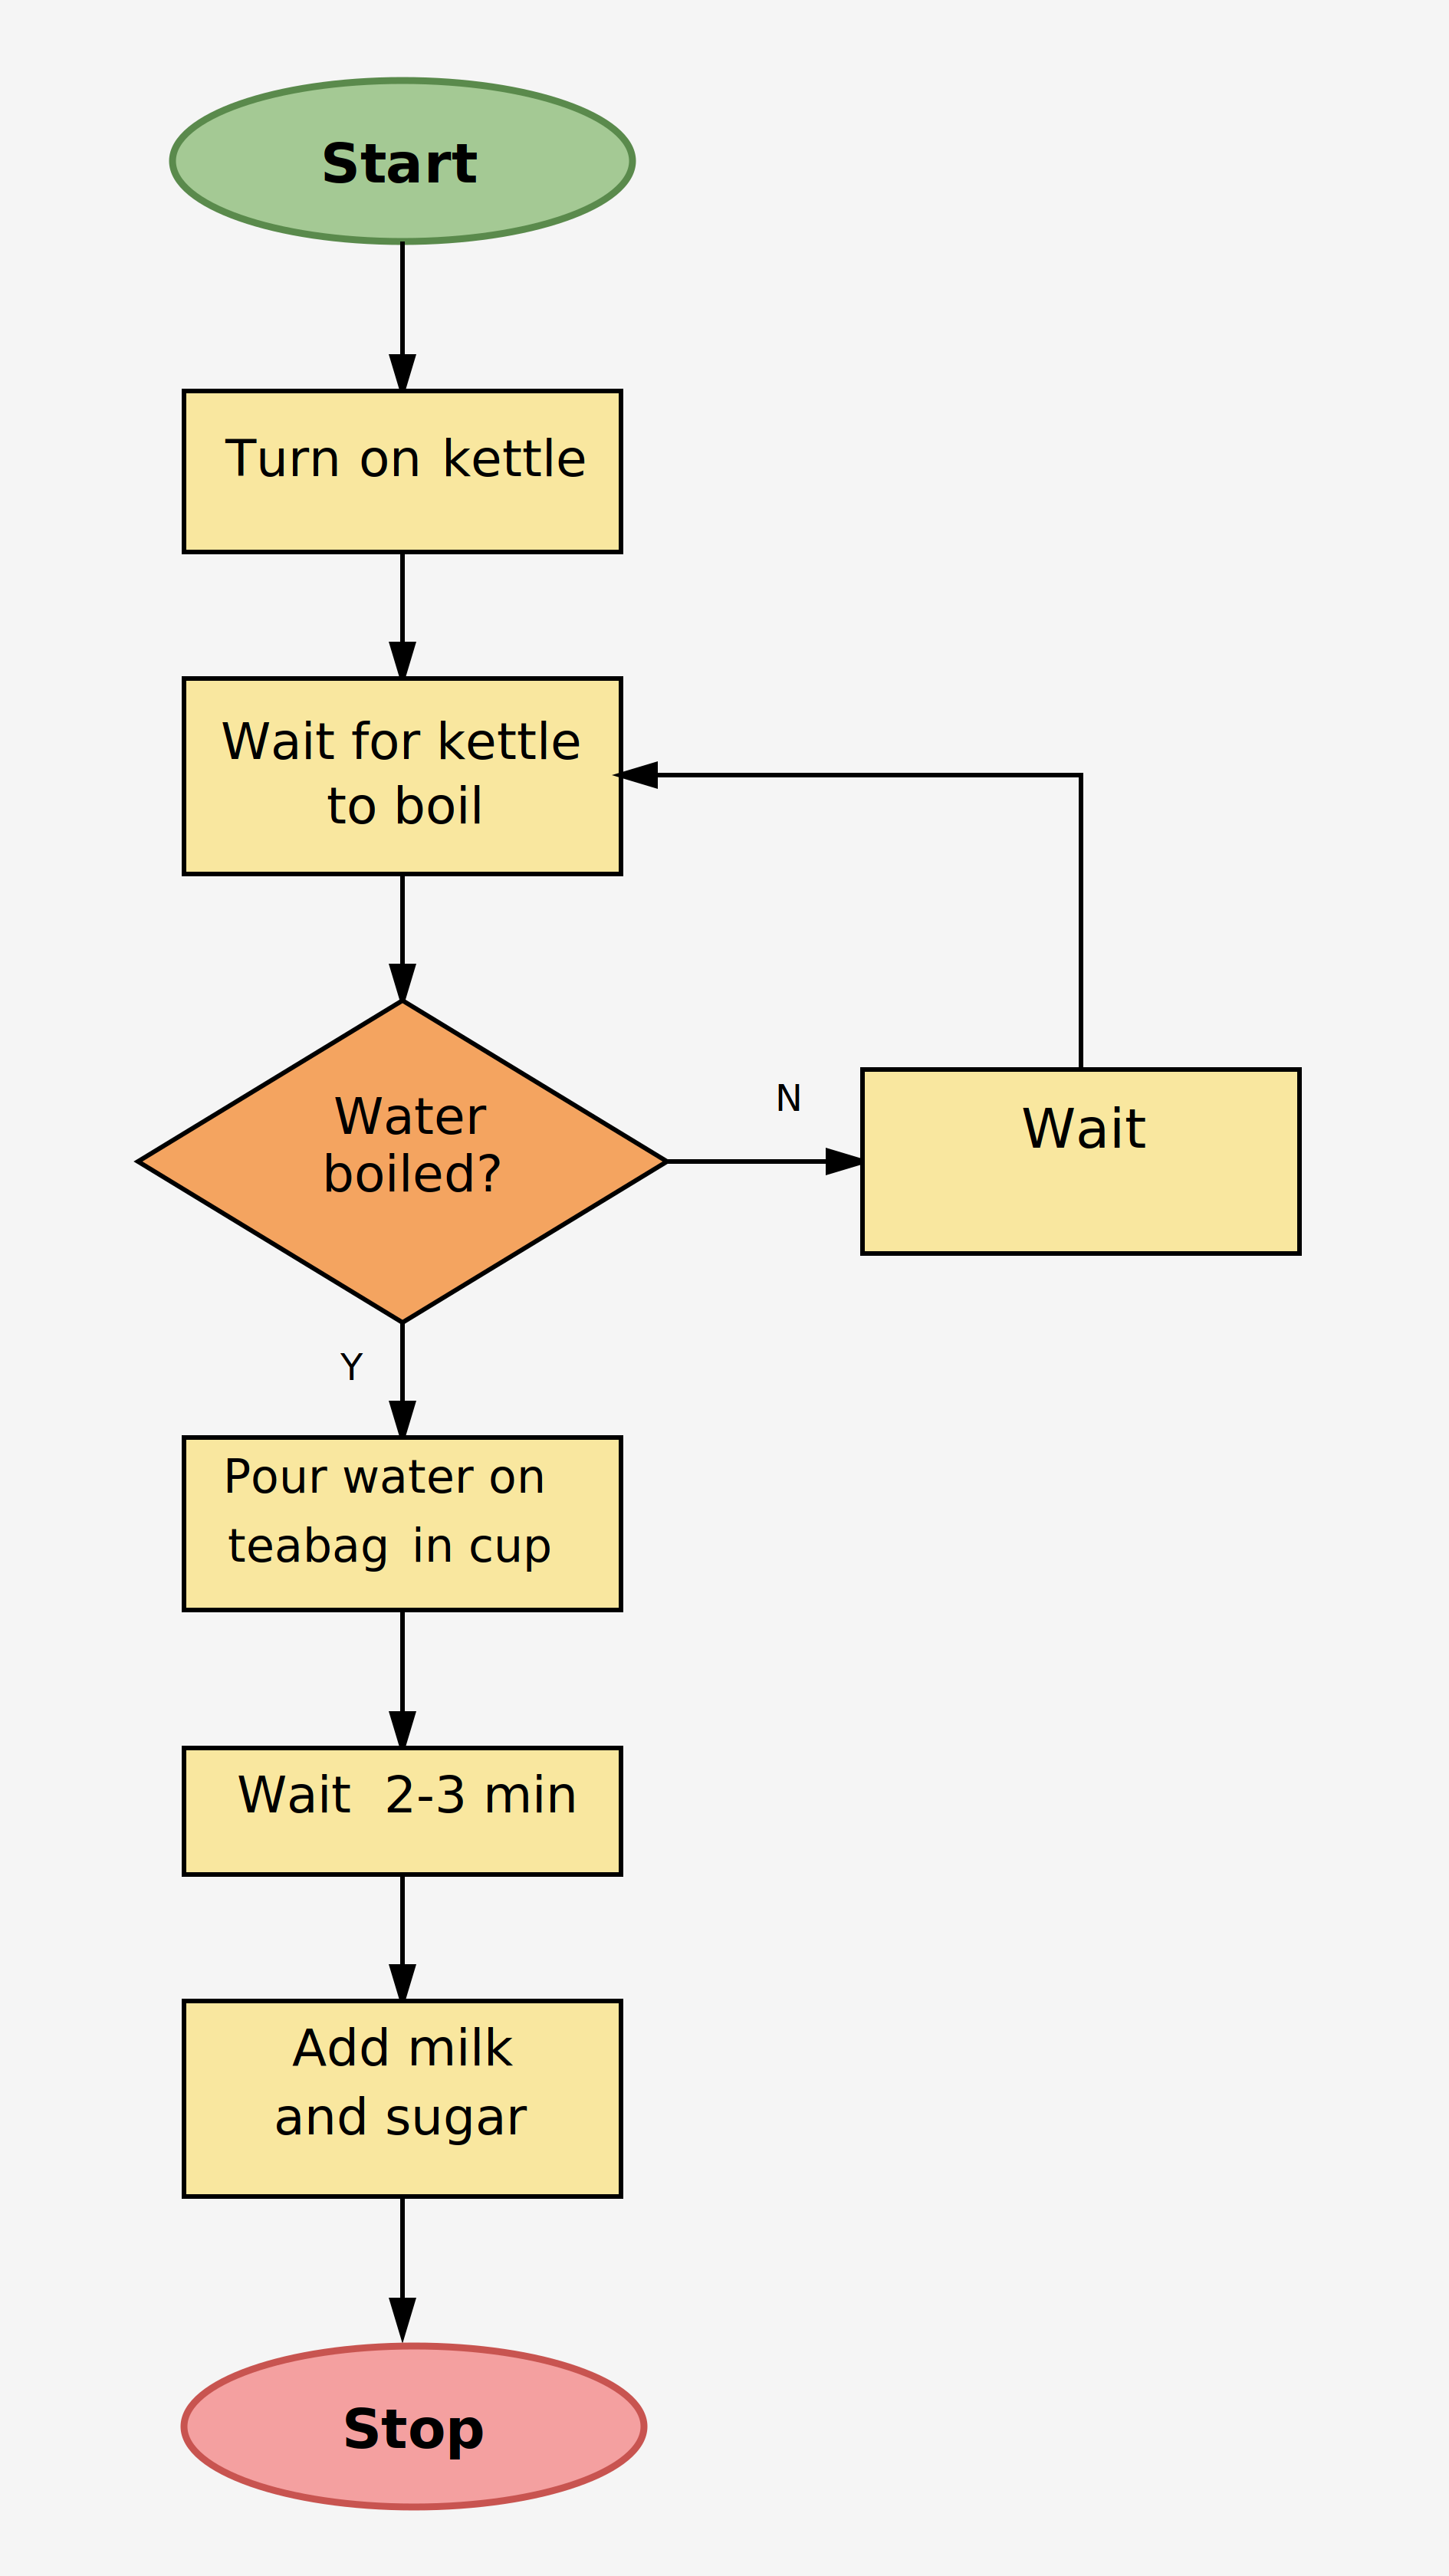 Start
Turn on kettle
Wait for kettle
to boil
Water
boiled?
N
Wait
Y
Pour water on
teabag in cup
Wait 2-3 min
Add milk
and sugar
Stop